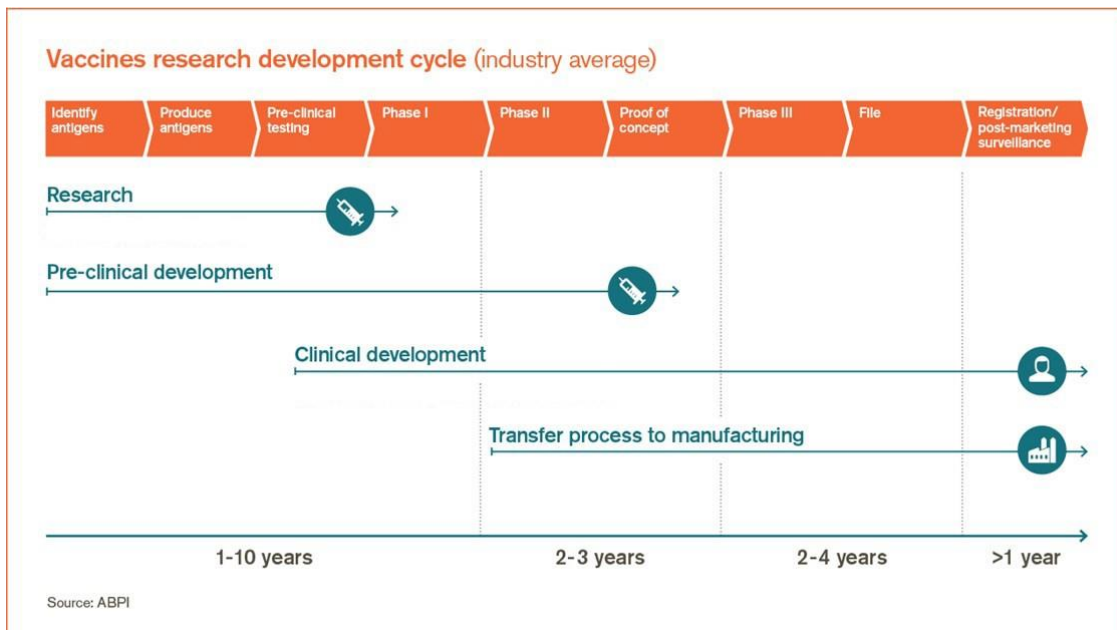 Vaccines research development cycle (industry average)
Identify
antigens
Produce
antigens
Pre-clinical
testing
Phase I
Phase II
Proof of
concept
Phase III
File
Registration/
post-marketing
surveillance
Research
Pre-clinical development
Clinical development
Transfer process to manufacturing
1-10 years
2-3 years
2-4 years
>1 year
Source: ABPI